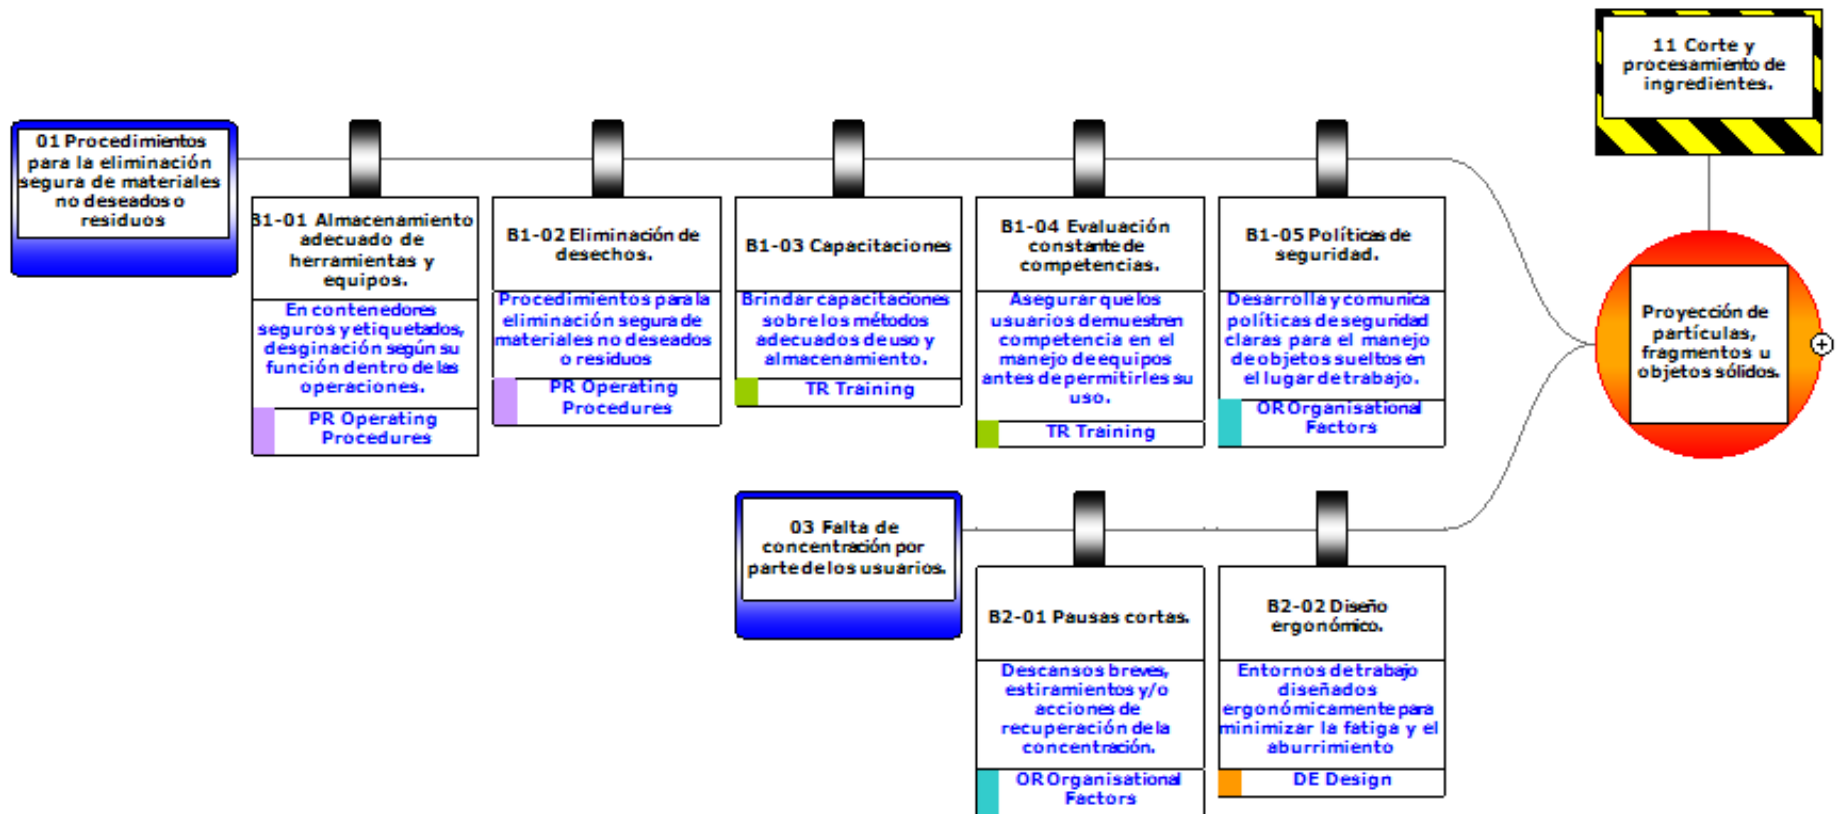 11 Corte y
procesamiento de
ingredientes.
01 Procedimientos
para la eliminación
segura de materiales
no deseados o
residuos
B1-01 Almacenamiento
adecuado de
herramientas y
equipos.
En contenedores
seguros y etiquetados,
desginación según su
función dentro de las
operaciones.
PR Operating
Procedures
B1-02 Eliminación de
desechos.
Procedimientos para la
eliminación segura de
materiales no deseados
o residuos
PR Operating
Procedures
B1-03 Capacitaciones
Brindar capacitaciones
sobre los métodos
adecuados de uso y
almacenamiento.
TR Training
B1-04 Evaluación
constante de
competencias.
Asegurar que los
usuarios demuestren
competencia en el
manejo de equipos
antes de permitirles su
uso.
TR Training
B1-05 Políticas de
seguridad.
Desarrolla y comunica
políticas de seguridad
claras para el manejo
de objetos sueltos en
el lugar de trabajo.
OR Organisational
Factors
Proyección de
partículas,
fragmentos u
objetos sólidos.
03 Falta de
concentración por
parte de los usuarios.
B2-01 Pausas cortas.
Descansos breves,
estiramientos y/o
acciones de
recuperación de la
concentración.
OR Organisational
Factors
B2-02 Diseño
ergonómico.
Entornos de trabajo
diseñados
ergonómicamente para
minimizar la fatiga y el
aburrimiento
DE Design